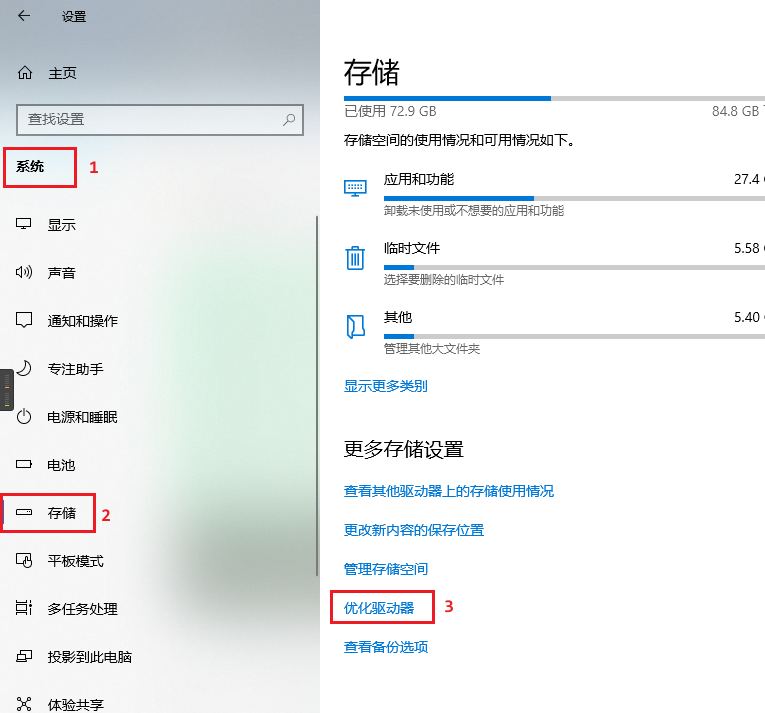 设置
主页
查找设置
系统
1
显示
声音
通知和操作
专注助手
电源和睡眠
电池
存储
2
平板模式
多任务处理
投影到此电脑
体验共享
存储
已使用 72.9 GB
84.8 GB
存储空间的使用情况和可用情况如下。
应用和功能
27.4
卸载未使用或不想要的应用和功能
临时文件
5.58
选择要删除的临时文件
其他
5.40
管理其他大文件夹
显示更多类别
更多存储设置
查看其他驱动器上的存储使用情况
更改新内容的保存位置
管理存储空间
优化驱动器
3
查看备份选项